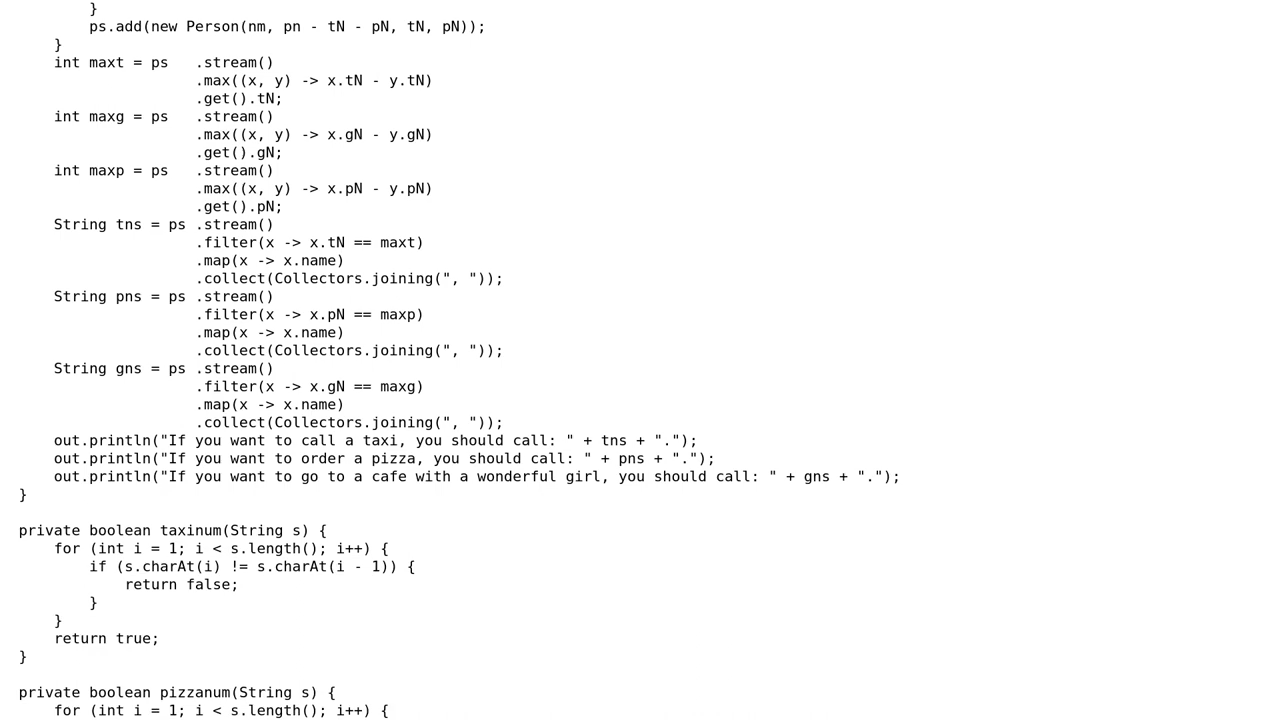 }
        ps.add(new Person(nm, pn - tN - pN, tN, pN));
    }
    int maxt = ps   .stream()
                    .max((x, y) -> x.tN - y.tN)
                    .get().tN;
    int maxg = ps   .stream()
                    .max((x, y) -> x.gN - y.gN)
                    .get().gN;
    int maxp = ps   .stream()
                    .max((x, y) -> x.pN - y.pN)
                    .get().pN;
    String tns = ps .stream()
                    .filter(x -> x.tN == maxt)
                    .map(x -> x.name)
                    .collect(Collectors.joining(", "));
    String pns = ps .stream()
                    .filter(x -> x.pN == maxp)
                    .map(x -> x.name)
                    .collect(Collectors.joining(", "));
    String gns = ps .stream()
                    .filter(x -> x.gN == maxg)
                    .map(x -> x.name)
                    .collect(Collectors.joining(", "));
    out.println("If you want to call a taxi, you should call: " + tns + ".");
    out.println("If you want to order a pizza, you should call: " + pns + ".");
    out.println("If you want to go to a cafe with a wonderful girl, you should call: " + gns + ".");
}

private boolean taxinum(String s) {
    for (int i = 1; i < s.length(); i++) {
        if (s.charAt(i) != s.charAt(i - 1)) {
            return false;
        }
    }
    return true;
}

private boolean pizzanum(String s) {
    for (int i = 1; i < s.length(); i++) {